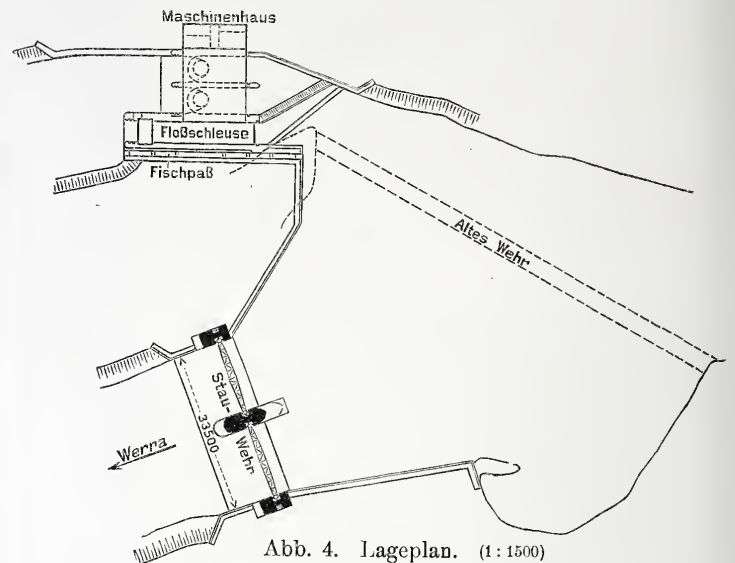 Maschinenhaus
Floßschleuse
Fischpaß
Altes Wehr
Stau-Wehr
33500
Werra
Abb. 4. Lageplan. (1:1500)